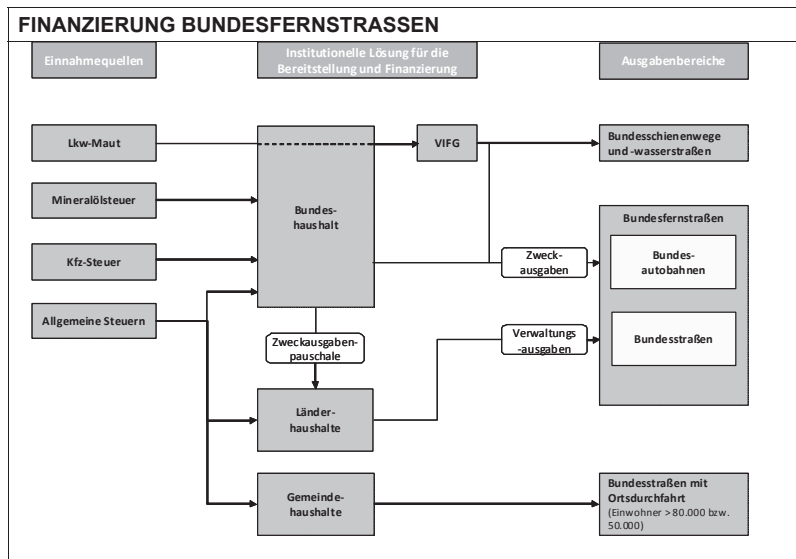 FINANZIERUNG BUNDESFERNSTRASSEN
Einnahmequellen
Institutionelle Lösung für die
Bereitstellung und Finanzierung
Ausgabenbereiche
Lkw-Maut
VIFG
Bundesschienenwege
und -wasserstraßen
Mineralölsteuer
Bundes-
haushalt
Bundesfernstraßen
Kfz-Steuer
Zweck-
ausgaben
Bundes-
autobahnen
Allgemeine Steuern
Zweckausgaben-
pauschale
Verwaltungs
-ausgaben
Bundesstraßen
Länder-
haushalte
Gemeinde-
haushalte
Bundesstraßen mit
Ortsdurchfahrt
(Einwohner > 80.000 bzw.
50.000)